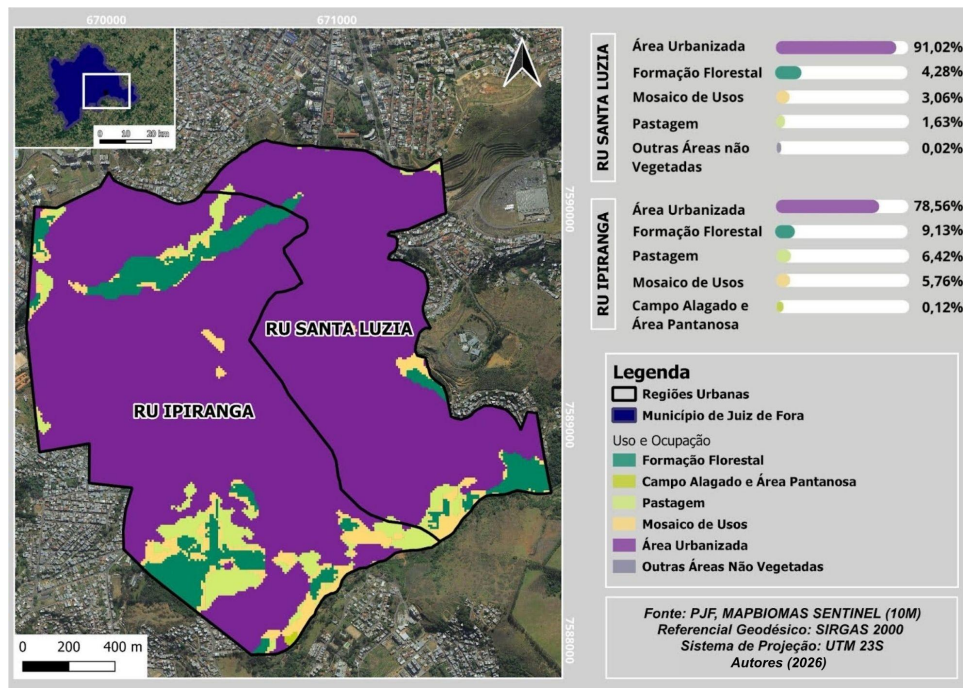 670000
671000
0 10 20 km
7590000
7589000
7588000
RU SANTA LUZIA
RU IPIRANGA
0 200 400 m
RU SANTA LUZIA
Área Urbanizada 91,02%
Formação Florestal 4,28%
Mosaico de Usos 3,06%
Pastagem 1,63%
Outras Áreas não 0,02%
Vegetadas
RU IPIRANGA
Área Urbanizada 78,56%
Formação Florestal 9,13%
Pastagem 6,42%
Mosaico de Usos 5,76%
Campo Alagado e 0,12%
Área Pantanosa
Legenda
Regiões Urbanas
Município de Juiz de Fora
Uso e Ocupação
Formação Florestal
Campo Alagado e Área Pantanosa
Pastagem
Mosaico de Usos
Área Urbanizada
Outras Áreas Não Vegetadas
Fonte: PJF, MAPBIOMAS SENTINEL (10M)
Referencial Geodésico: SIRGAS 2000
Sistema de Projeção: UTM 23S
Autores (2026)